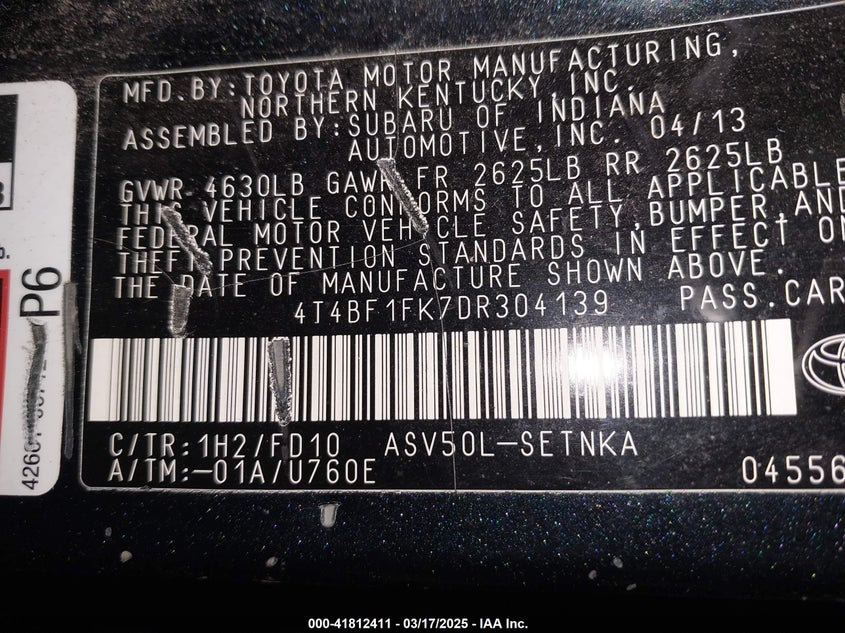 MFD.BY:TOYOTA MOTOR MANUFACTURING,
NORTHERN KENTUCKY,INC.
ASSEMBLED BY:SUBARU OF INDIANA
AUTOMOTIVE,INC. 04/13
GVWR 4630LB GAWR FR 2625LB RR 2625LB
THIS VEHICLE CONFORMS TO ALL APPLICABLE
FEDERAL MOTOR VEHICLE SAFETY,BUMPER,AND
THEFT PREVENTION STANDARDS IN EFFECT ON
THE DATE OF MANUFACTURE SHOWN ABOVE.
4T4BF1FK7DR304139 PASS.CAR
C/TR:1H2/FD10 ASV50L-SETNKA
A/TM:-01A/U760E 04556
P6
000-41812411 - 03/17/2025 - IAA Inc.